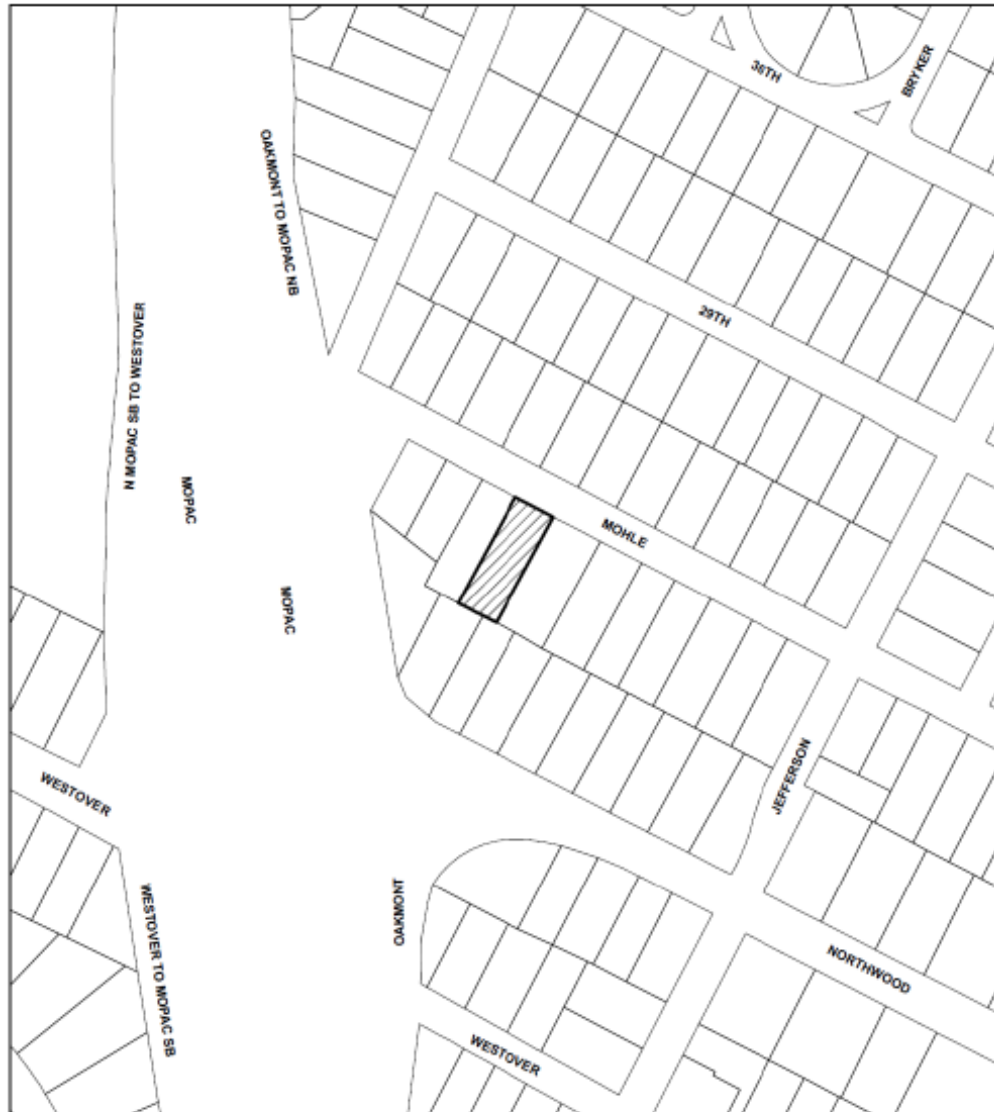 36TH
BRYKER
OAKMONT TO MOPAC NB
29TH
N MOPAC SB TO WESTOVER
MOPAC
MOHLE
MOPAC
JEFFERSON
WESTOVER
OAKMONT
WESTOVER TO MOPAC SB
NORTHWOOD
WESTOVER